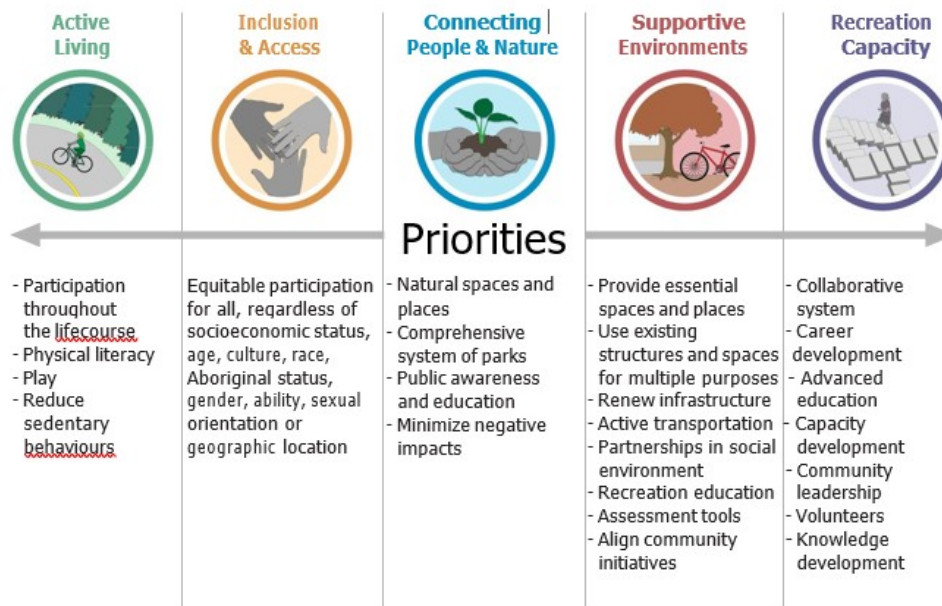 Active
Living
Inclusion
& Access
Connecting
People & Nature
Supportive
Environments
Recreation
Capacity
Priorities
- Participation
throughout
the lifecourse
- Physical literacy
- Play
- Reduce
sedentary
behaviours
Equitable participation
for all, regardless of
socioeconomic status,
age, culture, race,
Aboriginal status,
gender, ability, sexual
orientation or
geographic location
- Natural spaces and
places
- Comprehensive
system of parks
- Public awareness
and education
- Minimize negative
impacts
- Provide essential
spaces and places
- Use existing
structures and spaces
for multiple purposes
- Renew infrastructure
- Active transportation
- Partnerships in social
environment
- Recreation education
- Assessment tools
- Align community
initiatives
- Collaborative
system
- Career
development
- Advanced
education
- Capacity
development
- Community
leadership
- Volunteers
- Knowledge
development